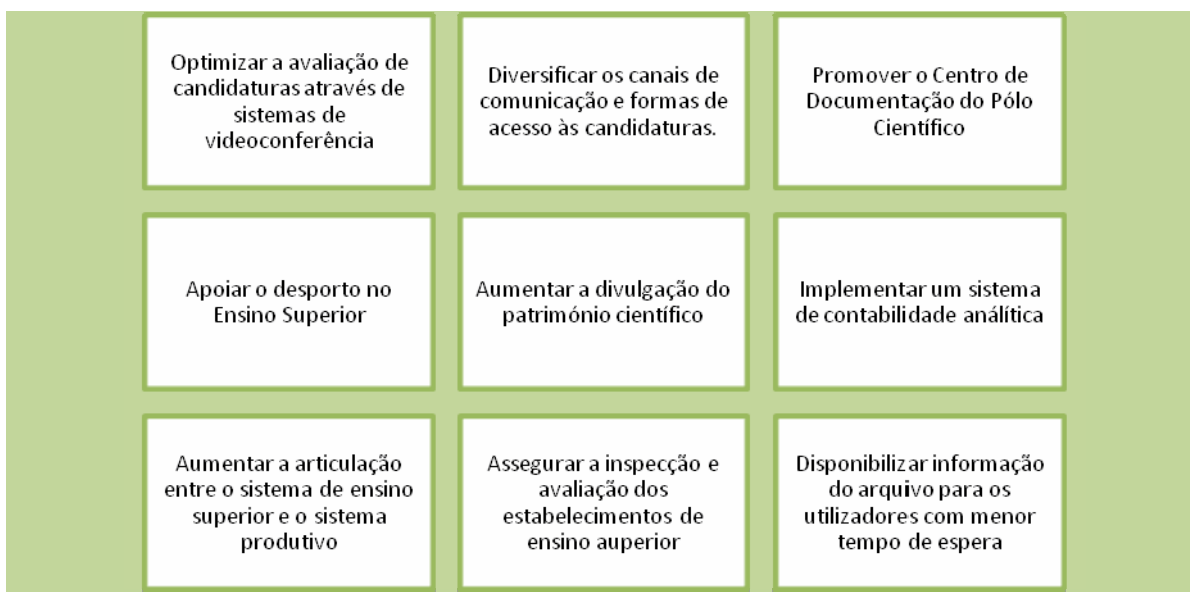 Optimizar a avaliação de
candidaturas através de
sistemas de
videoconferência
Diversificar os canais de
comunicação e formas de
acesso às candidaturas.
Promover o Centro de
Documentação do Pólo
Científico
Apoiar o desporto no
Ensino Superior
Aumentar a divulgação do
património científico
Implementar um sistema
de contabilidade análítica
Aumentar a articulação
entre o sistema de ensino
superior e o sistema
produtivo
Assegurar a inspecção e
avaliação dos
estabelecimentos de
ensino auperior
Disponibilizar informação
do arquivo para os
utilizadores com menor
tempo de espera